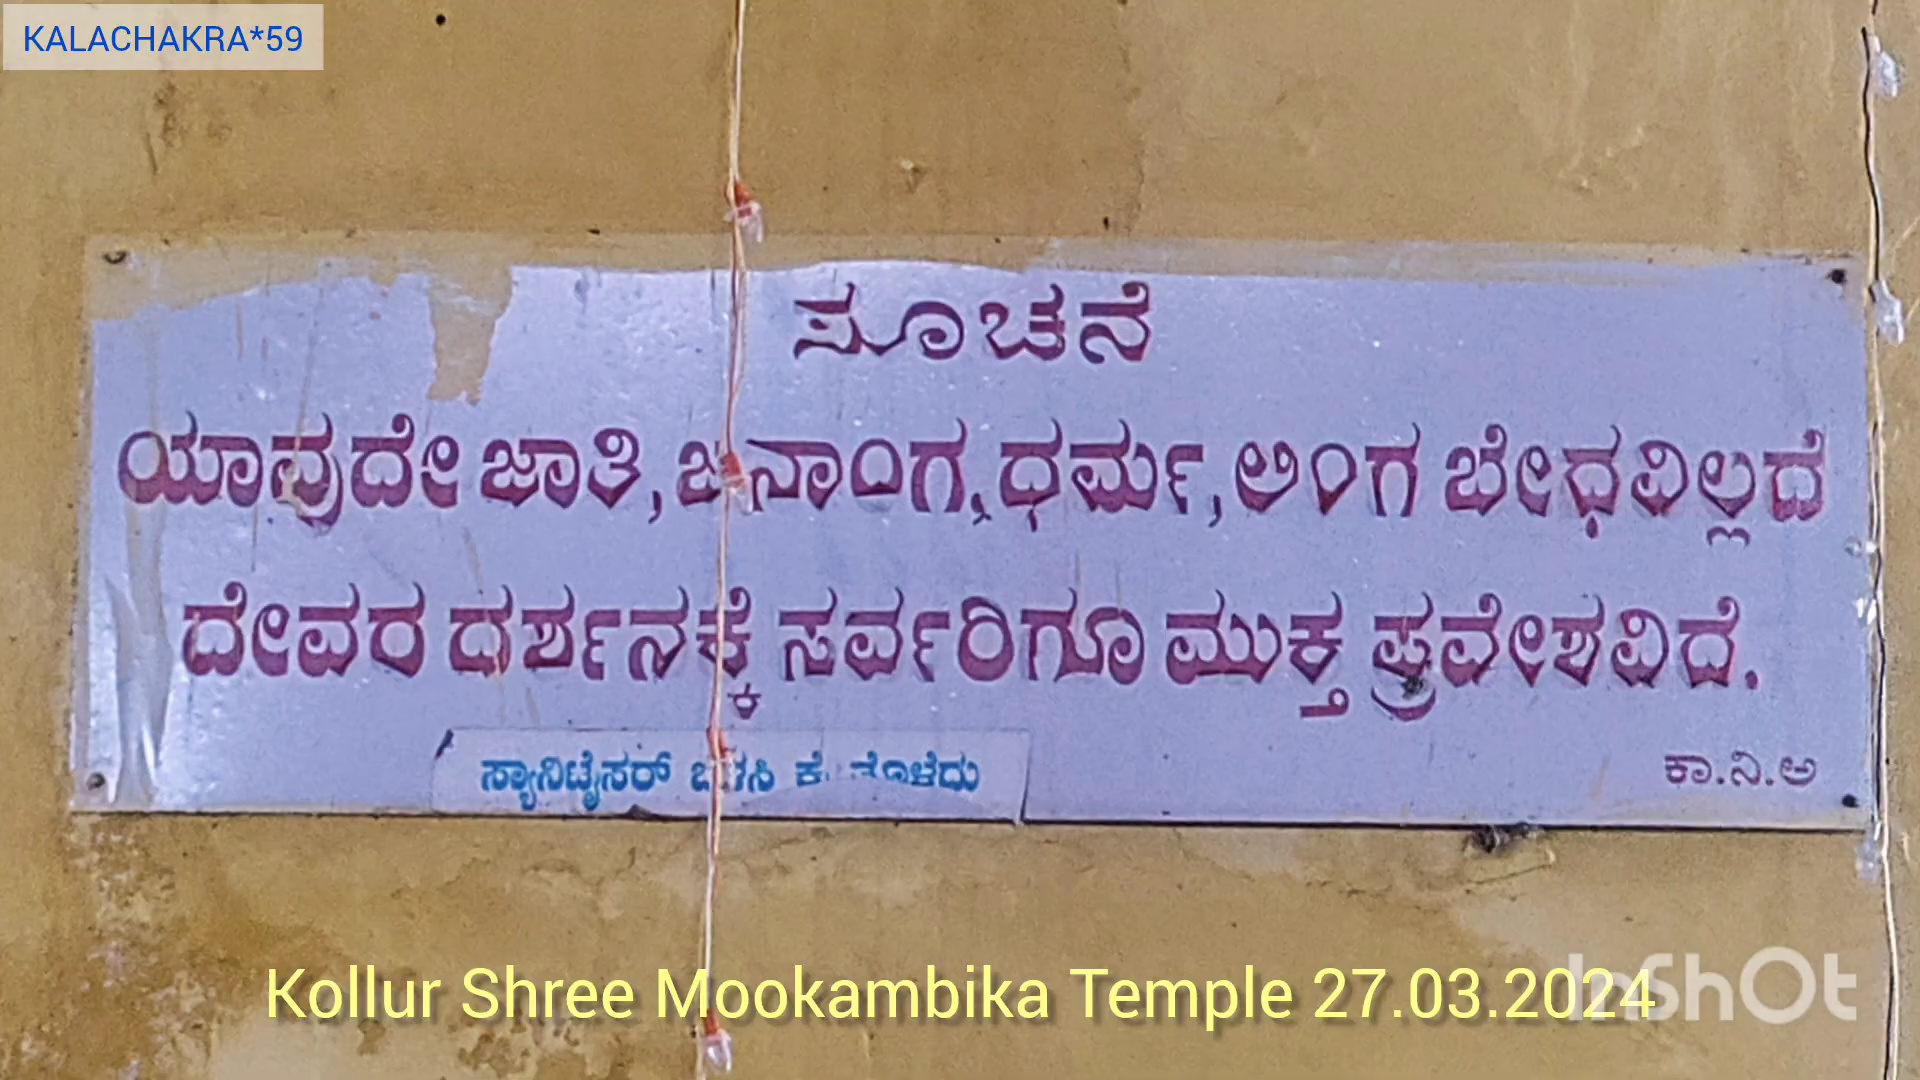 KALACHAKRA*59
ಸೂಚನೆ
ಯಾವುದೇ ಜಾತಿ, ಜನಾಂಗ, ಧರ್ಮ, ಲಿಂಗ ಬೇಧವಿಲ್ಲದೆ
ದೇವರ ದರ್ಶನಕ್ಕೆ ಸರ್ವರಿಗೂ ಮುಕ್ತ ಪ್ರವೇಶವಿದೆ.
ಸ್ಯಾನಿಟೈಸರ್ ತೊಳೆದು
ಕಾ.ನಿ.ಅ
Kollur Shree Mookambika Temple 27.03.2024
InShOt